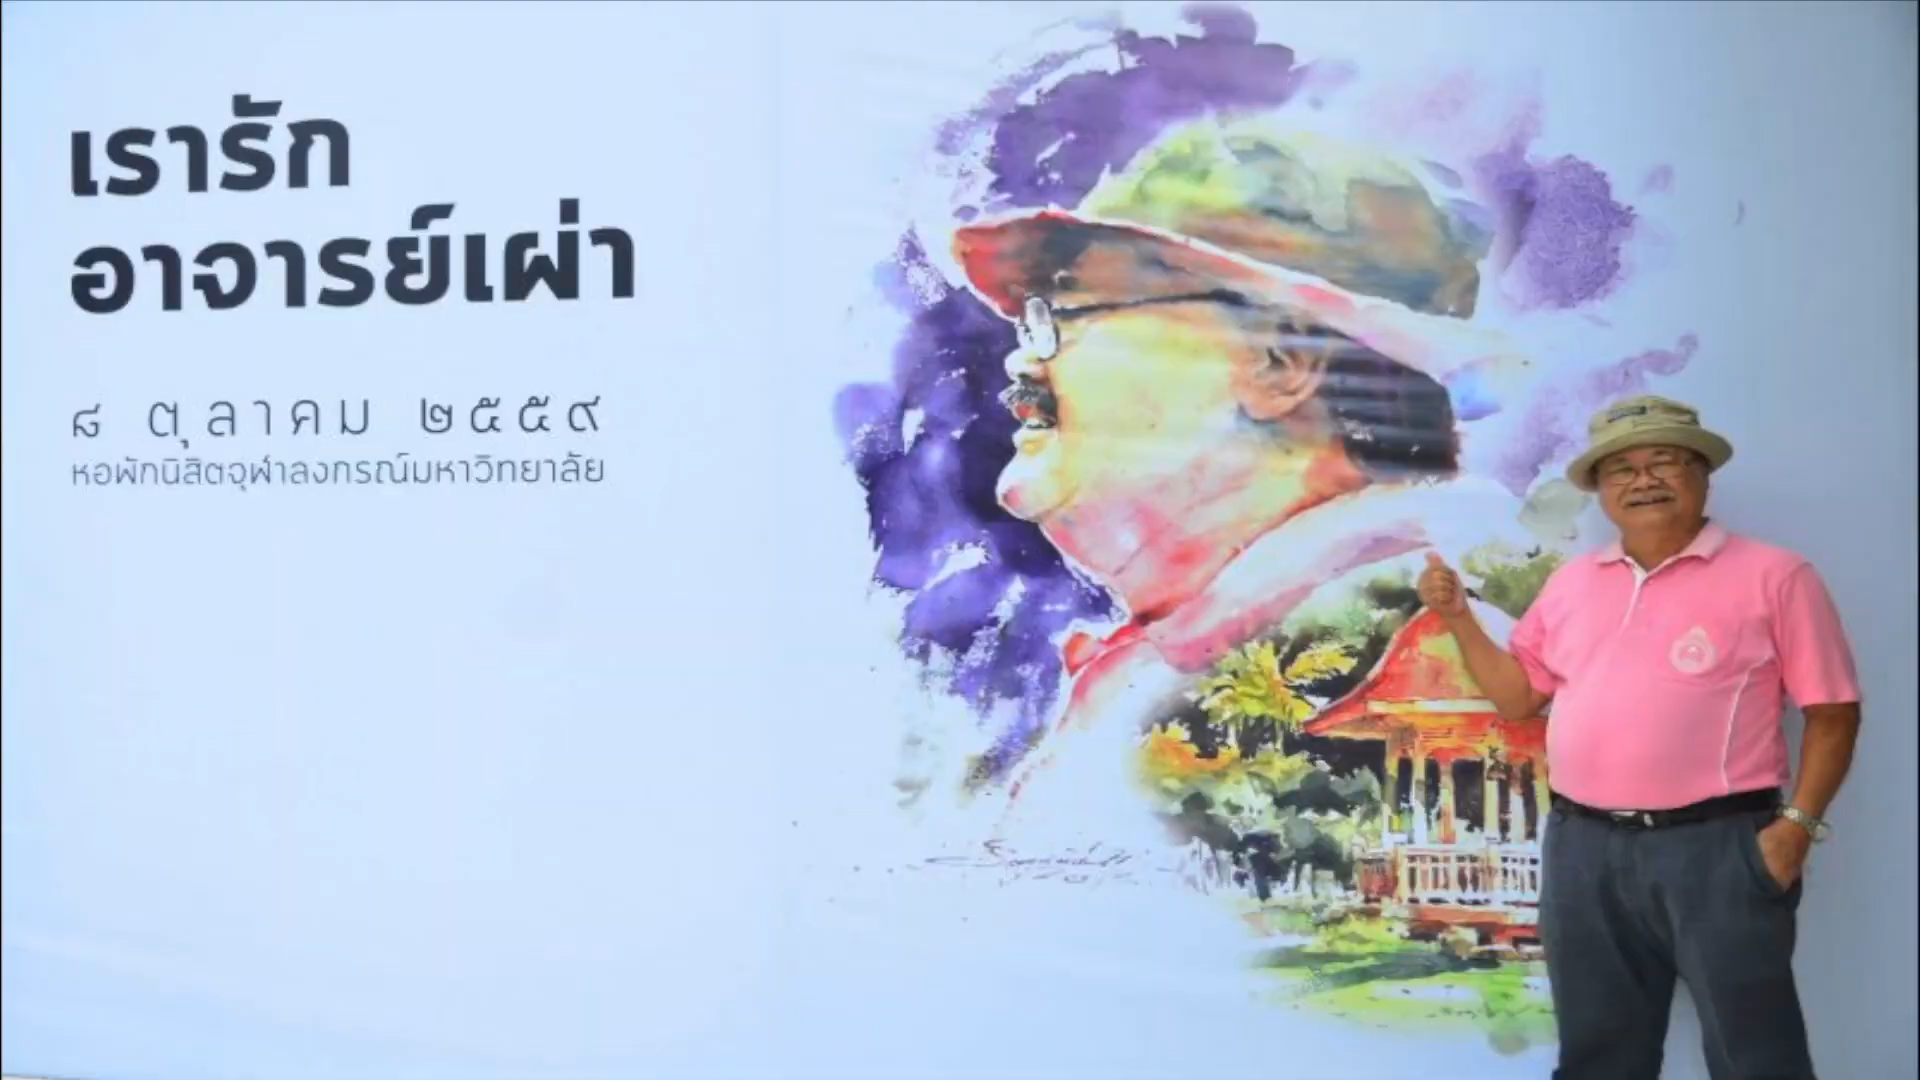 เรารัก
อาจารย์เผ่า
๘ ตุลาคม ๒๕๕๙
หอพักนิสิตจุฬาลงกรณ์มหาวิทยาลัย